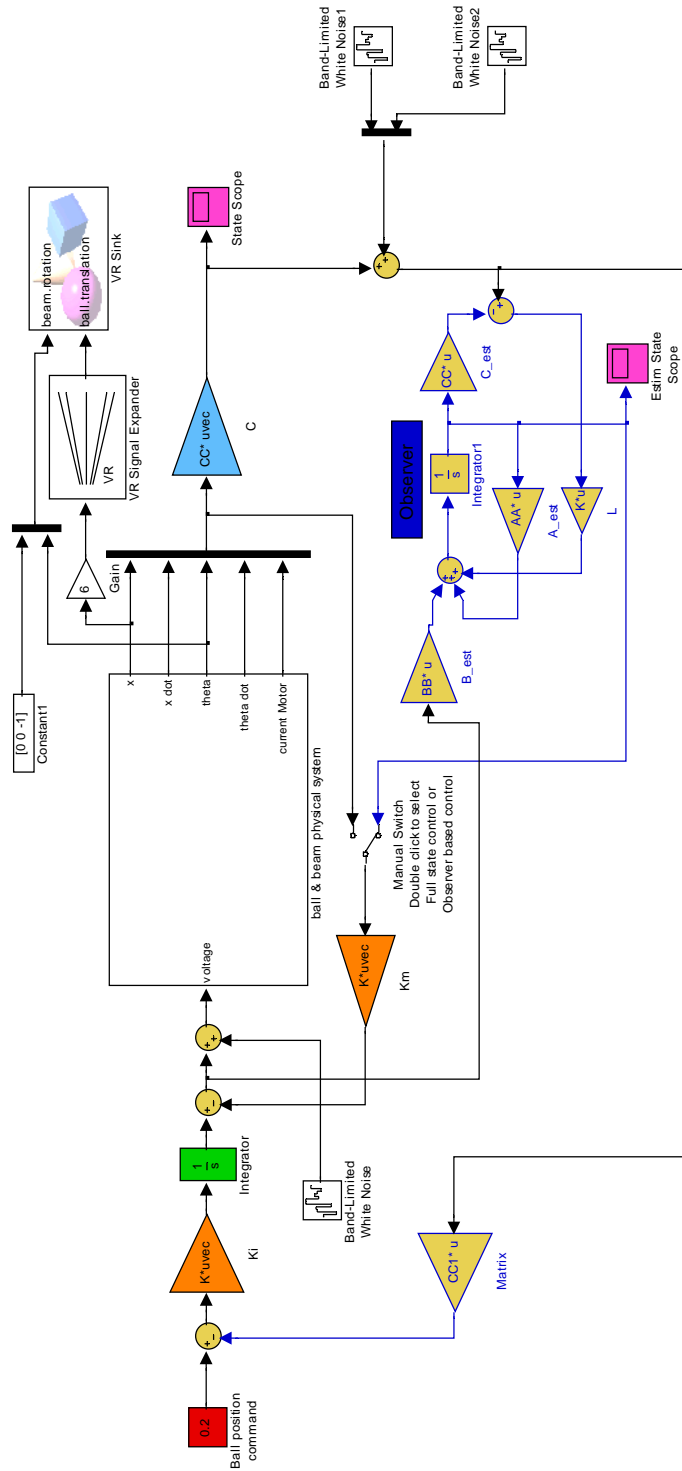 0.2
Ball position
command
+
-
K*uvec
Ki
1
s
Integrator
+
-
+
+
Band-Limited
White Noise
voltage
x
x dot
theta
theta dot
current Motor
ball & beam physical system
[0 0 -1]
Constant1
6
Gain
VR
VR Signal Expander
beam.rotation
ball.translation
VR Sink
CC* uvec
C
State Scope
Band-Limited
White Noise1
Band-Limited
White Noise2
+
+
K*uvec
Km
Manual Switch
Double click to select
Full state control or
Observer based control
Observer
BB* u
B_est
+
+
+
1
s
Integrator1
CC* u
C_est
-
+
AA* u
A_est
K*u
L
Estim State
Scope
CC1* u
Matrix